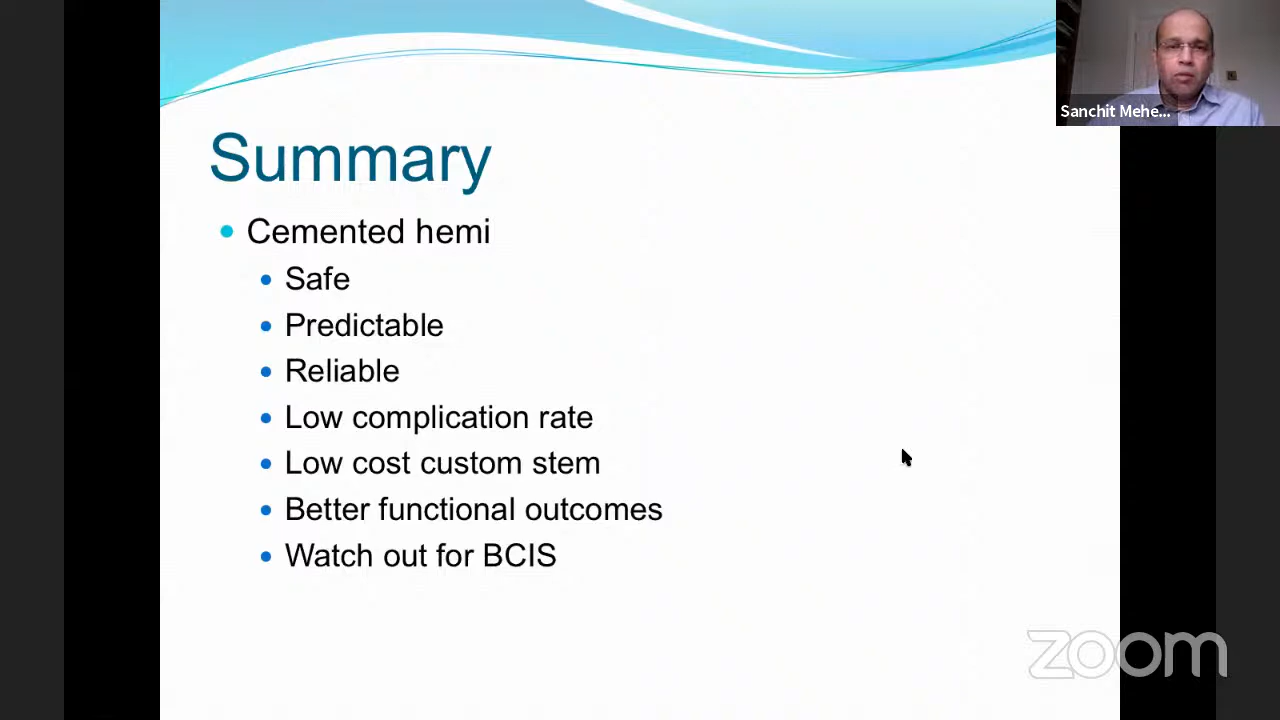 Sanchit Mehe...
Summary
Cemented hemi
Safe
Predictable
Reliable
Low complication rate
Low cost custom stem
Better functional outcomes
Watch out for BCIS
zoom